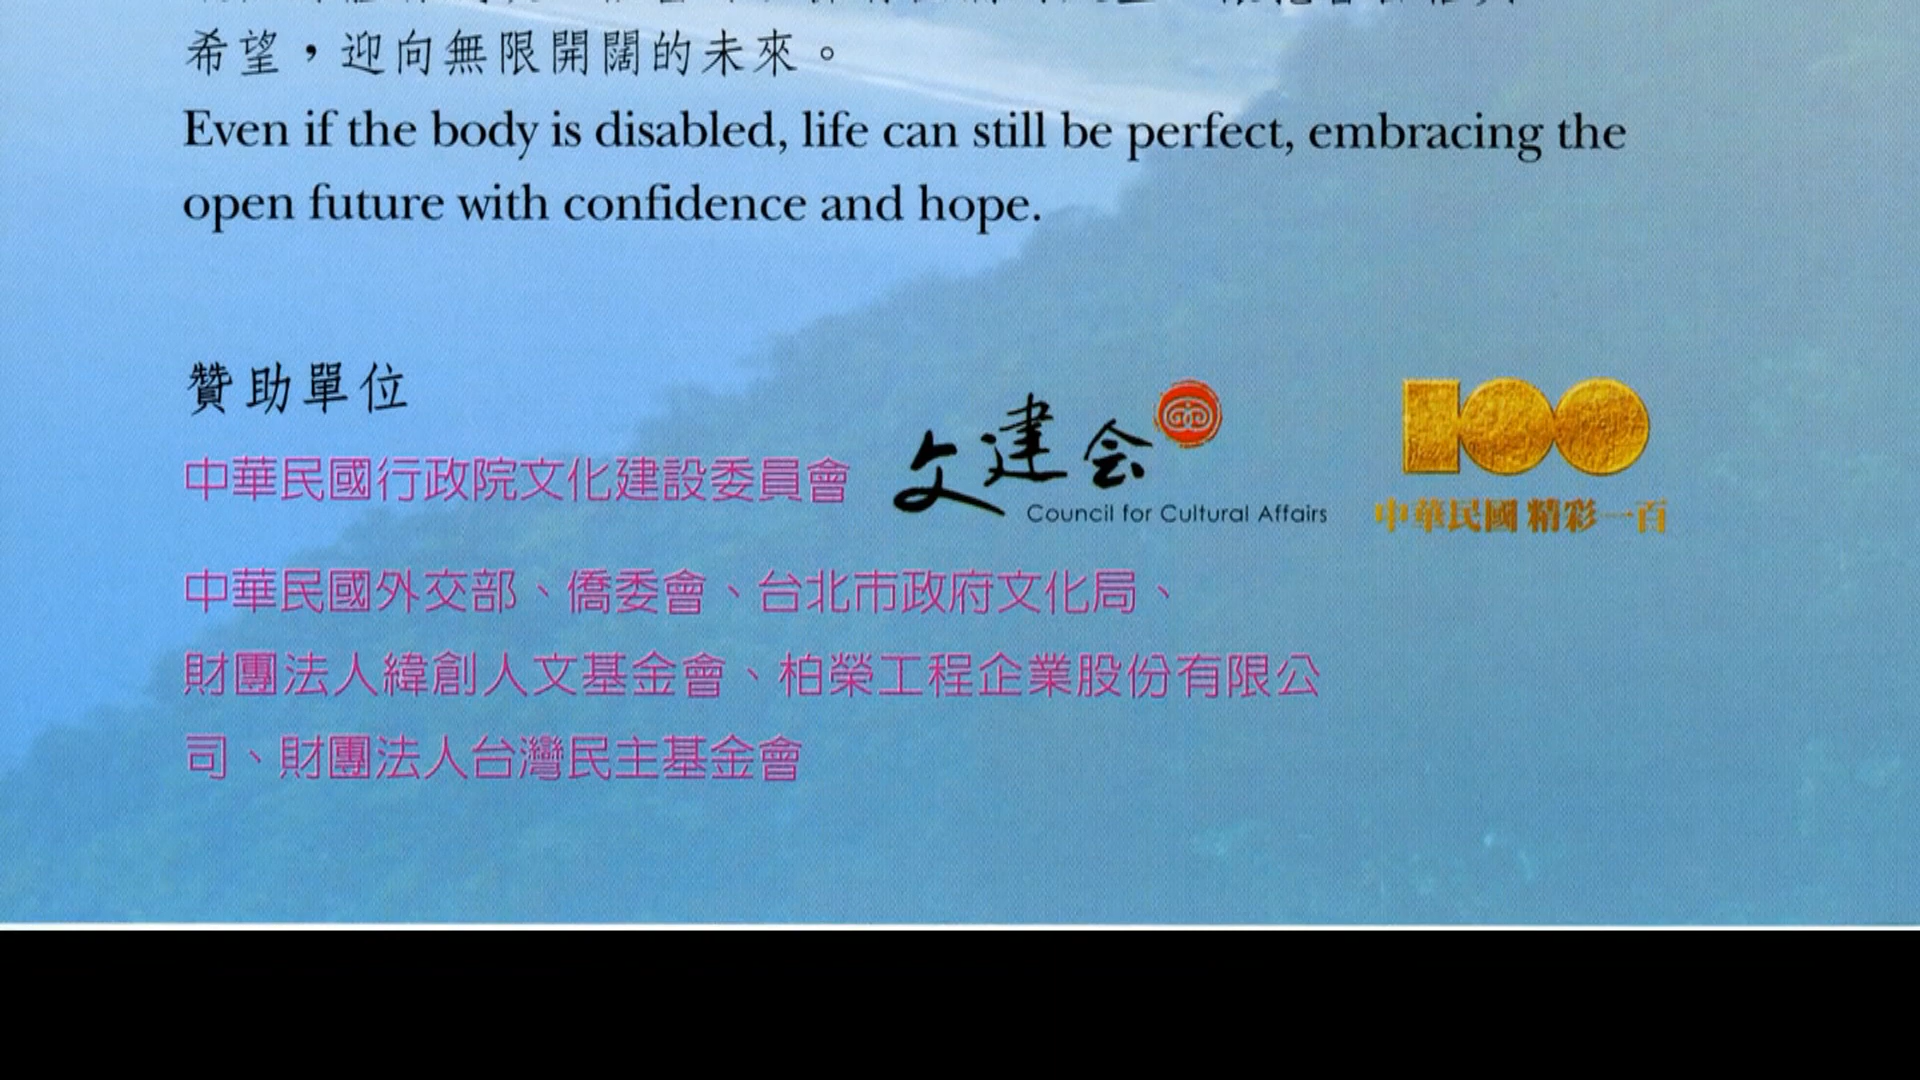 希望，迎向無限開闊的未來。
Even if the body is disabled, life can still be perfect, embracing the
open future with confidence and hope.
贊助單位
中華民國行政院文化建設委員會
文建会
Council for Cultural Affairs
100
中華民國 精彩一百
中華民國外交部、僑委會、台北市政府文化局、
財團法人緯創人文基金會、柏榮工程企業股份有限公
司、財團法人台灣民主基金會